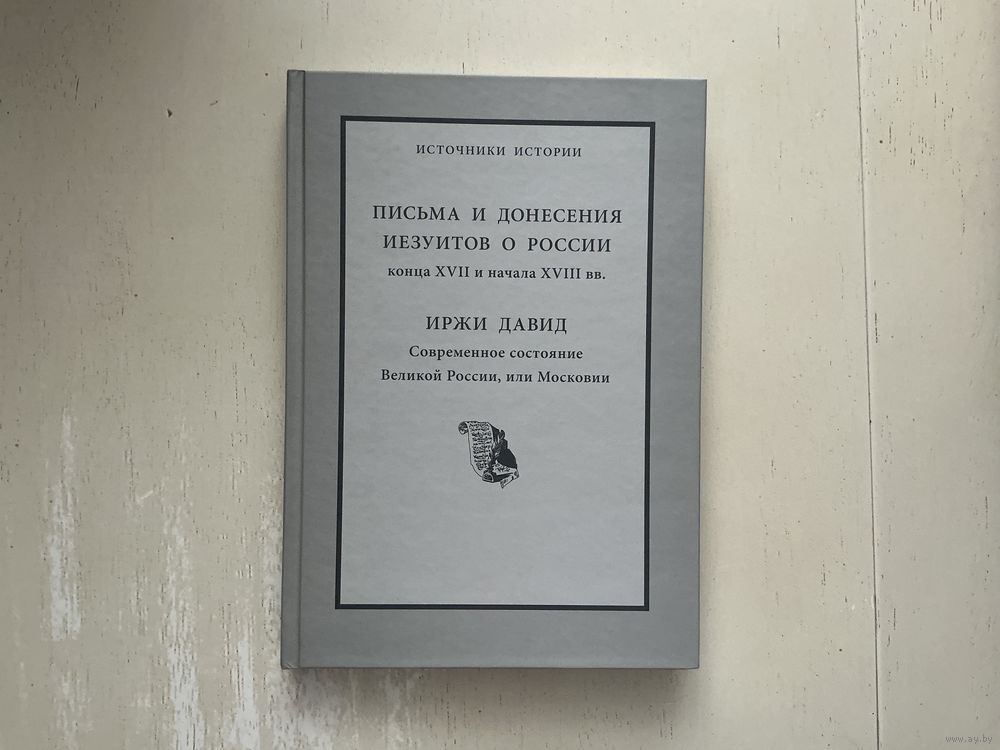 ИСТОЧНИКИ ИСТОРИИ
ПИСЬМА И ДОНЕСЕНИЯ
ИЕЗУИТОВ О РОССИИ
конца XVII и начала XVIII вв.
ИРЖИ ДАВИД
Современное состояние
Великой России, или Московии
www.ay.by